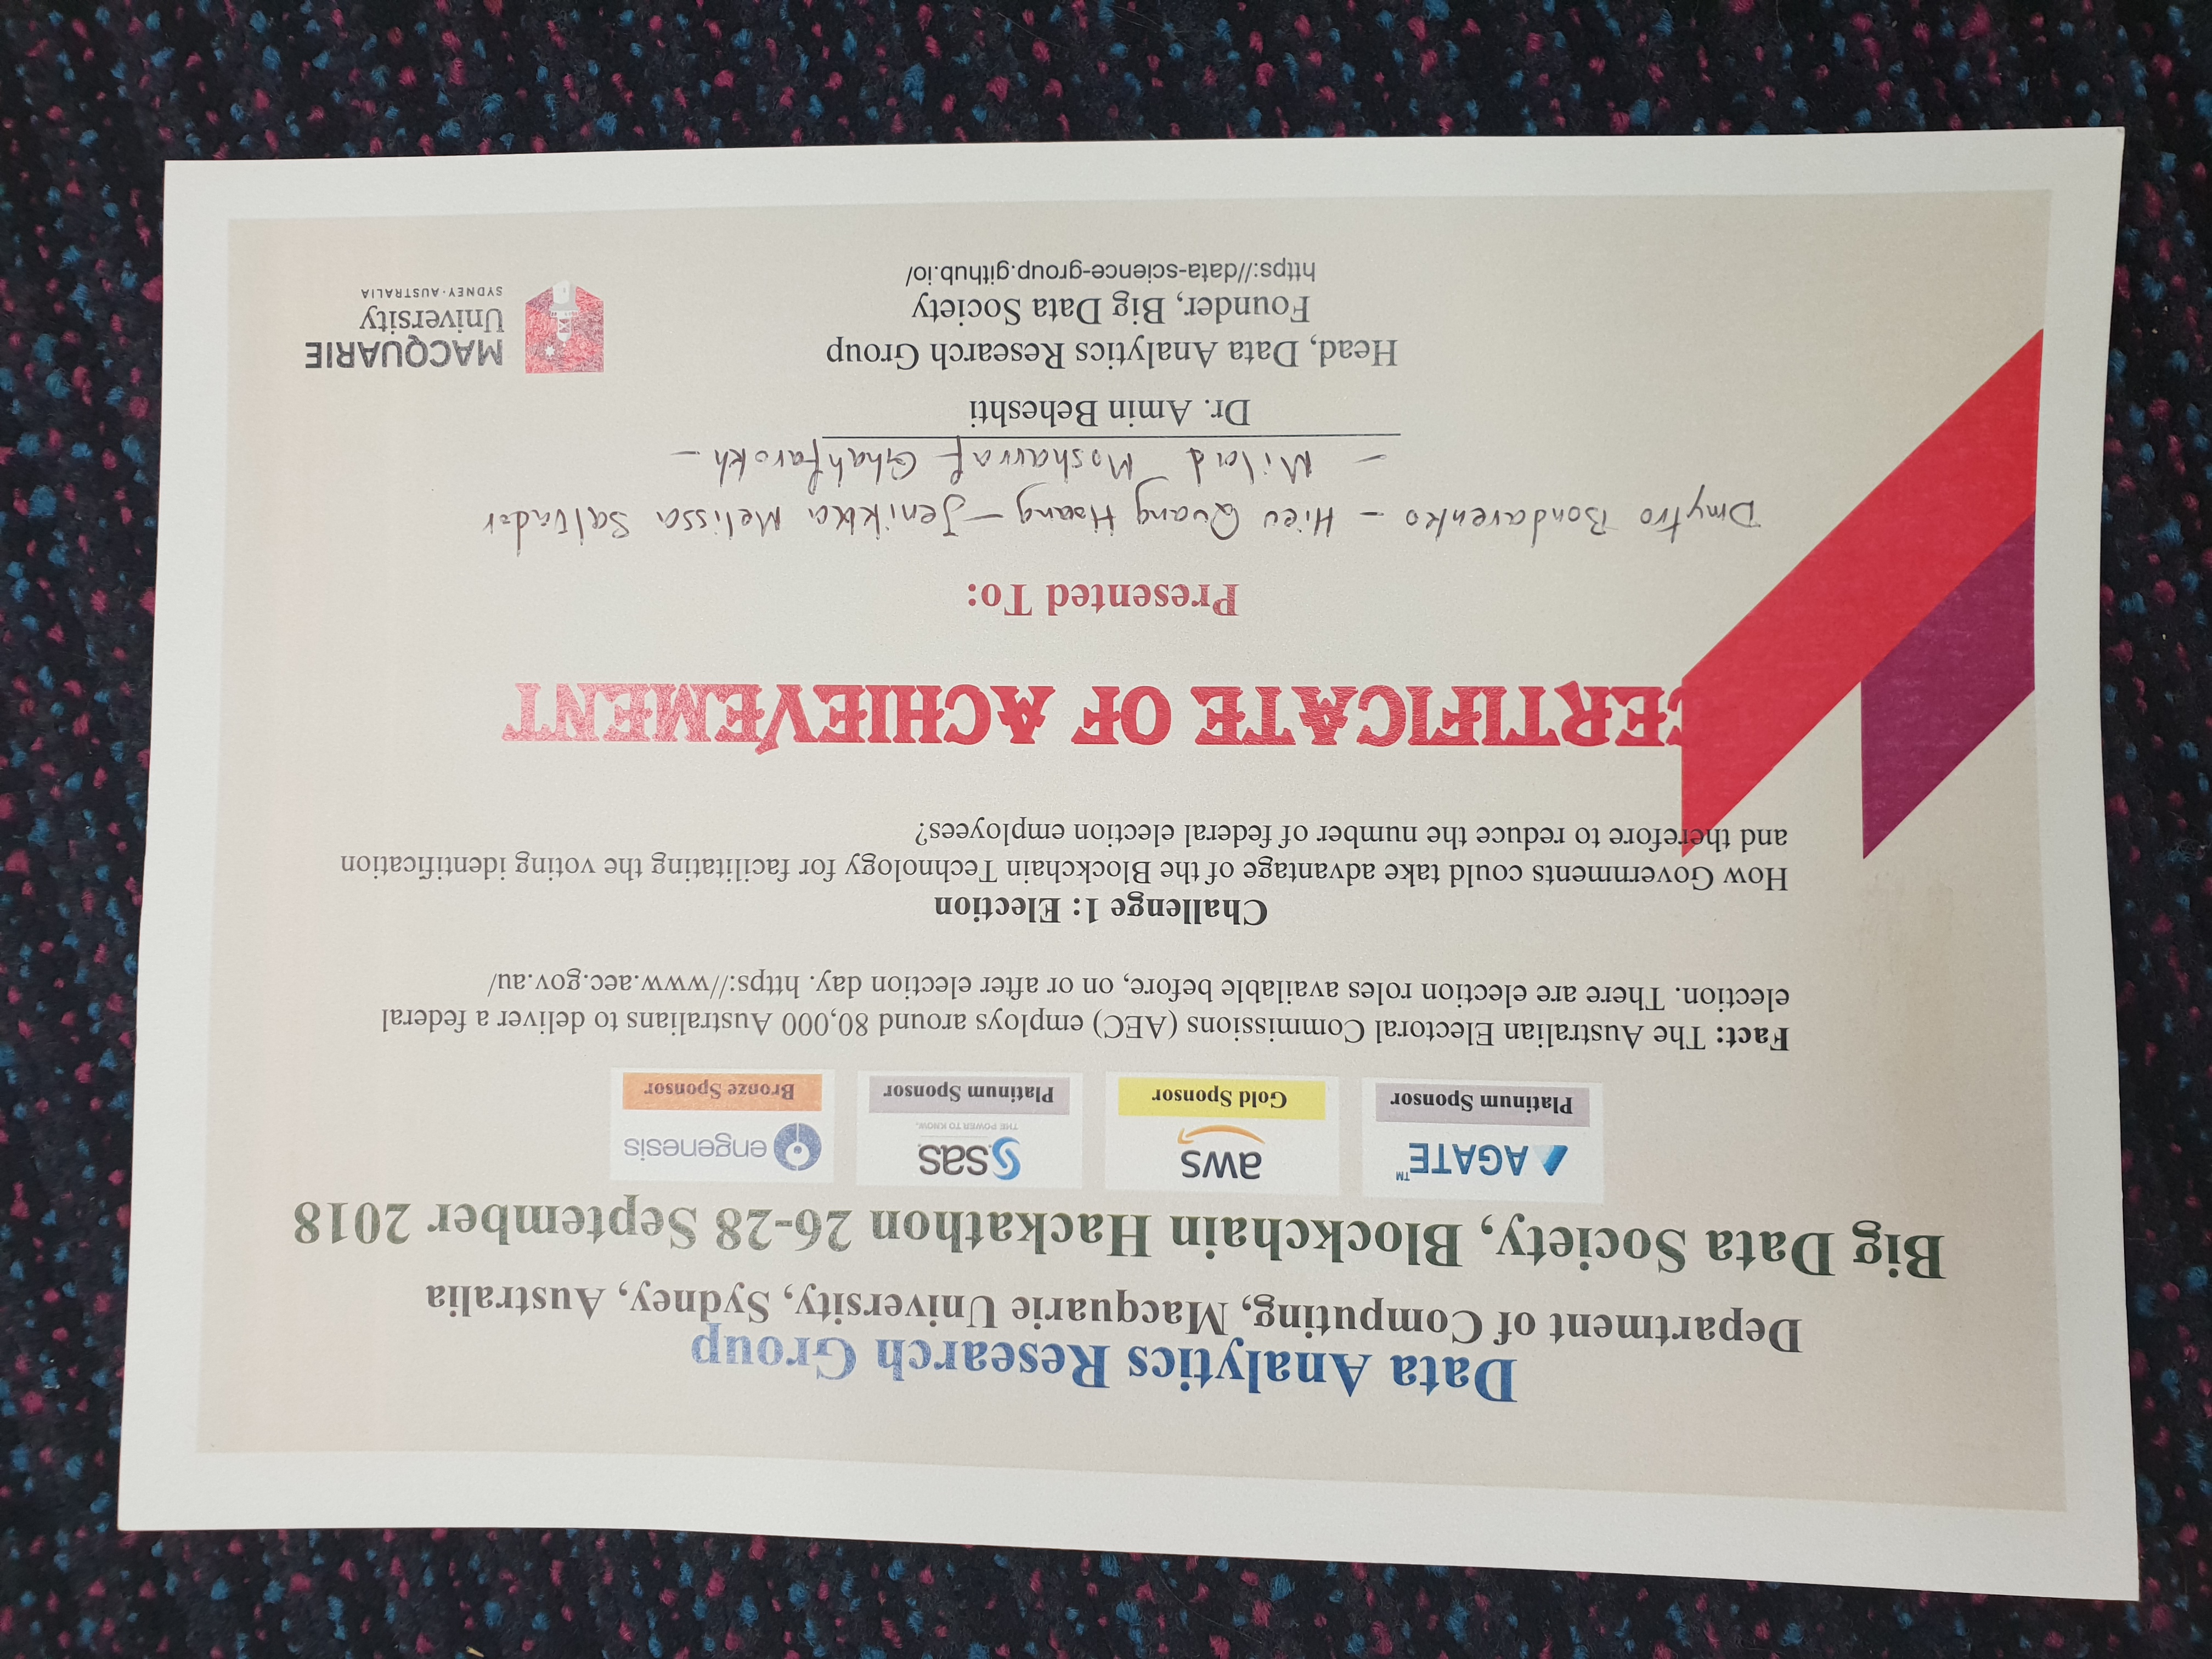 Data Analytics Research Group
Department of Computing, Macquarie University, Sydney, Australia
Big Data Society, Blockchain Hackathon 26-28 September 2018
AGATE™
Platinum Sponsor
aws
Gold Sponsor
sas
THE POWER TO KNOW.
Platinum Sponsor
engenesis
Bronze Sponsor
Fact: The Australian Electoral Commissions (AEC) employs around 80,000 Australians to deliver a federal
election. There are election roles available before, on or after election day. https://www.aec.gov.au/
Challenge 1: Election
How Governments could take advantage of the Blockchain Technology for facilitating the voting identification
and therefore to reduce the number of federal election employees?
CERTIFICATE OF ACHIEVEMENT
Presented To:
Dmytro Bondarenko – Hieu Quang Hoang – Jenikka Melissa Salvador
– Milad Mosharraf Ghahfarokh –
Dr. Amin Beheshti
Head, Data Analytics Research Group
Founder, Big Data Society
https://data-science-group.github.io/
MACQUARIE
University
SYDNEY·AUSTRALIA